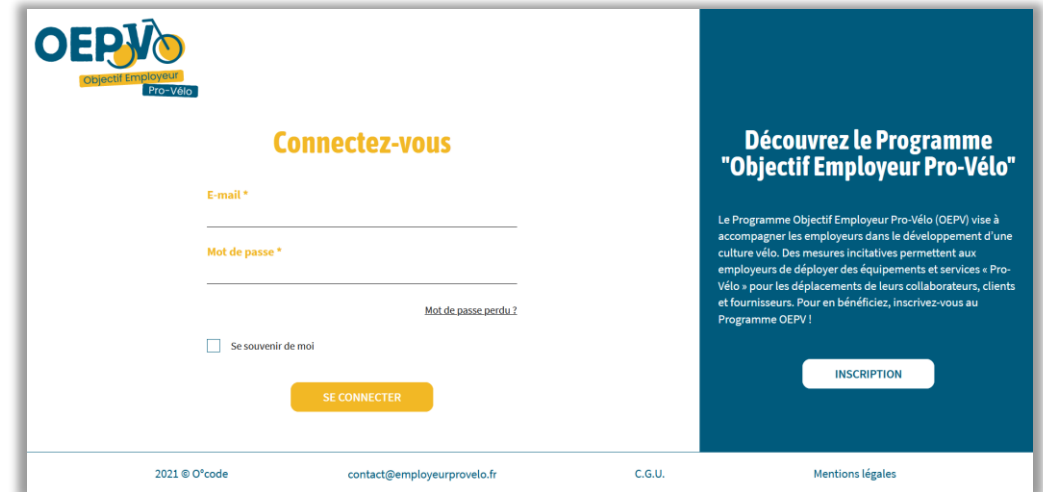 OEPV
Objectif Employeur
Pro-Vélo
Connectez-vous
E-mail *
Mot de passe *
Mot de passe perdu ?
Se souvenir de moi
SE CONNECTER
Découvrez le Programme
"Objectif Employeur Pro-Vélo"
Le Programme Objectif Employeur Pro-Vélo (OEPV) vise à
accompagner les employeurs dans le développement d'une
culture vélo. Des mesures incitatives permettent aux
employeurs de déployer des équipements et services « Pro-
Vélo » pour les déplacements de leurs collaborateurs, clients
et fournisseurs. Pour en bénéficiez, inscrivez-vous au
Programme OEPV !
INSCRIPTION
2021 © O°code
contact@employeurprovelo.fr
C.G.U.
Mentions légales